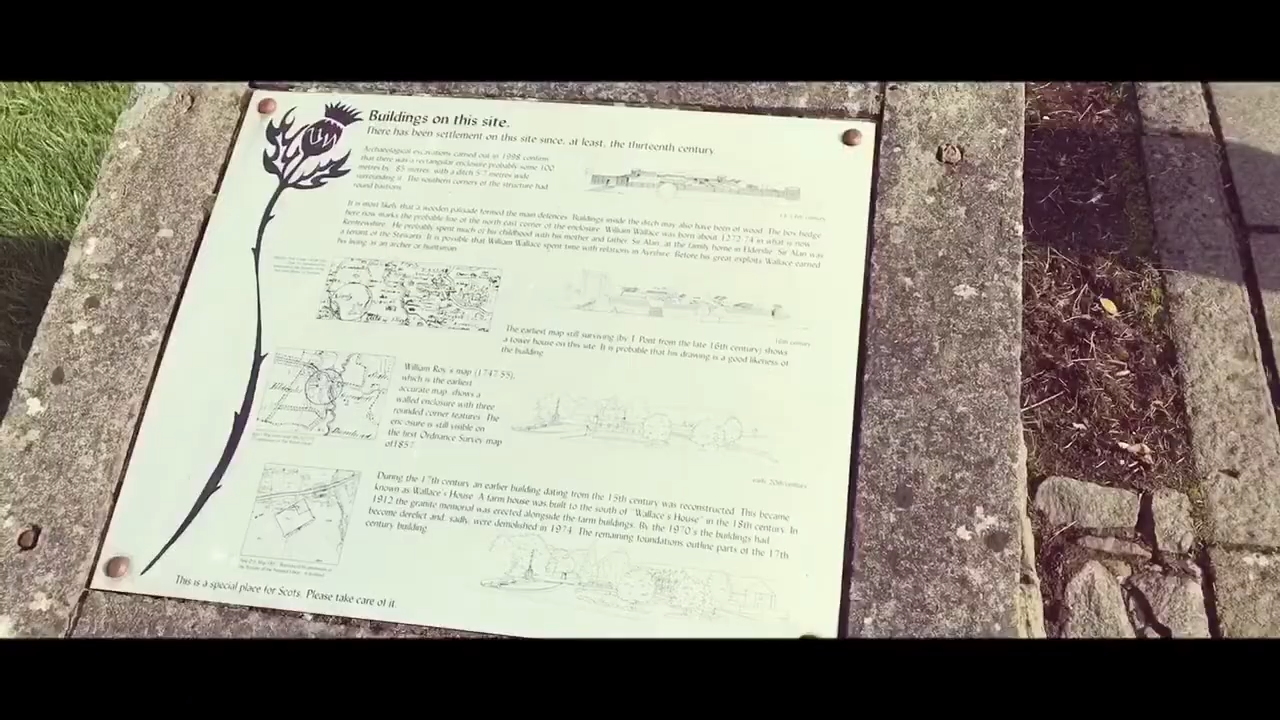 Buildings on this site.
There has been settlement on this site since, at least, the thirteenth century
Archaeological excavations carried out in 1998 confirm
that there was a rectangular enclosure probably some 100
metres by 85 metres, with a ditch 5.7 metres wide
surrounding it. The southern corners of the structure had
round bastions.
It is most likely that a wooden palisade formed the main defences. Buildings inside the ditch may also have been of wood. The box hedge
here now marks the probable line of the north east corner of the enclosure. William Wallace was born about 1272-74 in what is now
Renfrewshire. He probably spent much of his childhood with his mother and father, Sir Alan, at the family home in Elderslie. Sir Alan was
a tenant of the Stewarts. It is possible that William Wallace spent time with relations in Ayrshire. Before his great exploits Wallace earned
his living as an archer or huntsman.
16th century
The earliest map still surviving (by T. Pont from the late 16th century) shows
a tower house on this site. It is probable that his drawing is a good likeness of
the building.
William Roy's map (1747-55),
which is the earliest
accurate map, shows a
walled enclosure with three
rounded corner features. The
enclosure is still visible on
the first Ordnance Survey map
of 1857.
early 20th century
During the 17th century an earlier building dating from the 15th century was reconstructed. This became
known as Wallace's House. A farm house was built to the south of "Wallace's House" in the 18th century. In
1912 the granite memorial was erected alongside the farm buildings. By the 1970's the buildings had
become derelict and, sadly, were demolished in 1974. The remaining foundations outline parts of the 17th
century building.
This is a special place for Scots. Please take care of it.